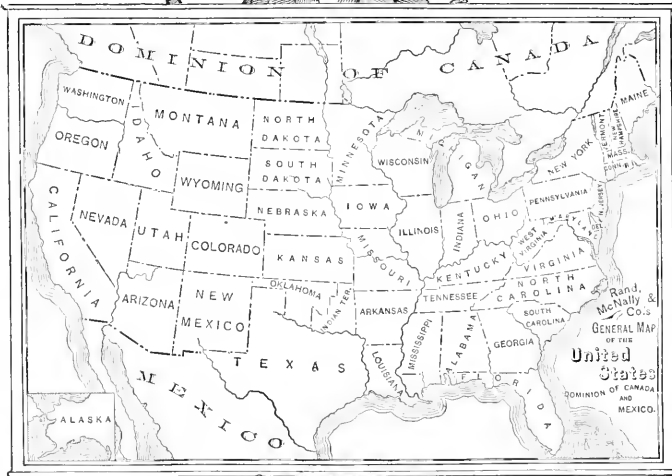 DOMINION OF CANADA
WASHINGTON
MONTANA
NORTH
DAKOTA
MINNESOTA
MICHIGAN
MAINE
VERMONT
NEW
HAMPSHIRE
MASS.
CONN.
R.I.
NEW YORK
OREGON
IDAHO
WYOMING
SOUTH
DAKOTA
WISCONSIN
PENNSYLVANIA
N. JERSEY
NEBRASKA
IOWA
ILLINOIS
INDIANA
OHIO
WEST
VIRGINIA
MARYLAND
DEL.
CALIFORNIA
NEVADA
UTAH
COLORADO
KANSAS
MISSOURI
KENTUCKY
VIRGINIA
ARIZONA
NEW
MEXICO
OKLAHOMA
INDIAN TER.
ARKANSAS
TENNESSEE
NORTH
CAROLINA
SOUTH
CAROLINA
TEXAS
LOUISIANA
MISSISSIPPI
ALABAMA
GEORGIA
FLORIDA
MEXICO
ALASKA
Rand,
McNally &
Co.'s
GENERAL MAP
OF THE
United
States
DOMINION OF CANADA
AND
MEXICO.